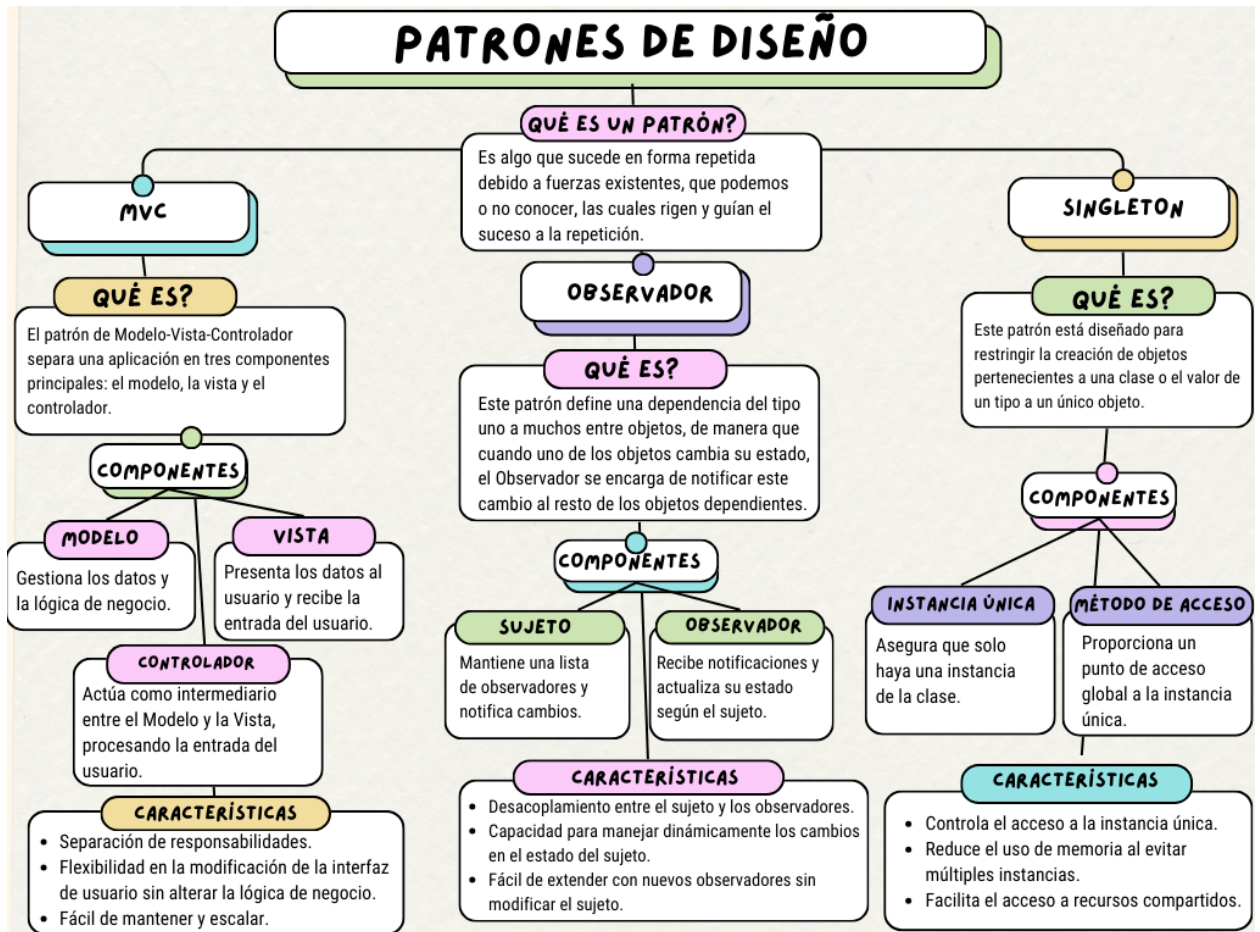 PATRONES DE DISEÑO
QUÉ ES UN PATRÓN?
Es algo que sucede en forma repetida
debido a fuerzas existentes, que podemos
o no conocer, las cuales rigen y guían el
suceso a la repetición.
MVC
QUÉ ES?
El patrón de Modelo-Vista-Controlador
separa una aplicación en tres componentes
principales: el modelo, la vista y el
controlador.
COMPONENTES
MODELO
Gestiona los datos y
la lógica de negocio.
VISTA
Presenta los datos al
usuario y recibe la
entrada del usuario.
CONTROLADOR
Actúa como intermediario
entre el Modelo y la Vista,
procesando la entrada del
usuario.
CARACTERÍSTICAS
• Separación de responsabilidades.
• Flexibilidad en la modificación de la interfaz
de usuario sin alterar la lógica de negocio.
• Fácil de mantener y escalar.
OBSERVADOR
QUÉ ES?
Este patrón define una dependencia del tipo
uno a muchos entre objetos, de manera que
cuando uno de los objetos cambia su estado,
el Observador se encarga de notificar este
cambio al resto de los objetos dependientes.
COMPONENTES
SUJETO
Mantiene una lista
de observadores y
notifica cambios.
OBSERVADOR
Recibe notificaciones y
actualiza su estado
según el sujeto.
CARACTERÍSTICAS
• Desacoplamiento entre el sujeto y los observadores.
• Capacidad para manejar dinámicamente los cambios
en el estado del sujeto.
• Fácil de extender con nuevos observadores sin
modificar el sujeto.
SINGLETON
QUÉ ES?
Este patrón está diseñado para
restringir la creación de objetos
pertenecientes a una clase o el valor de
un tipo a un único objeto.
COMPONENTES
INSTANCIA ÚNICA
Asegura que solo
haya una instancia
de la clase.
MÉTODO DE ACCESO
Proporciona un
punto de acceso
global a la instancia
única.
CARACTERÍSTICAS
• Controla el acceso a la instancia única.
• Reduce el uso de memoria al evitar
múltiples instancias.
• Facilita el acceso a recursos compartidos.